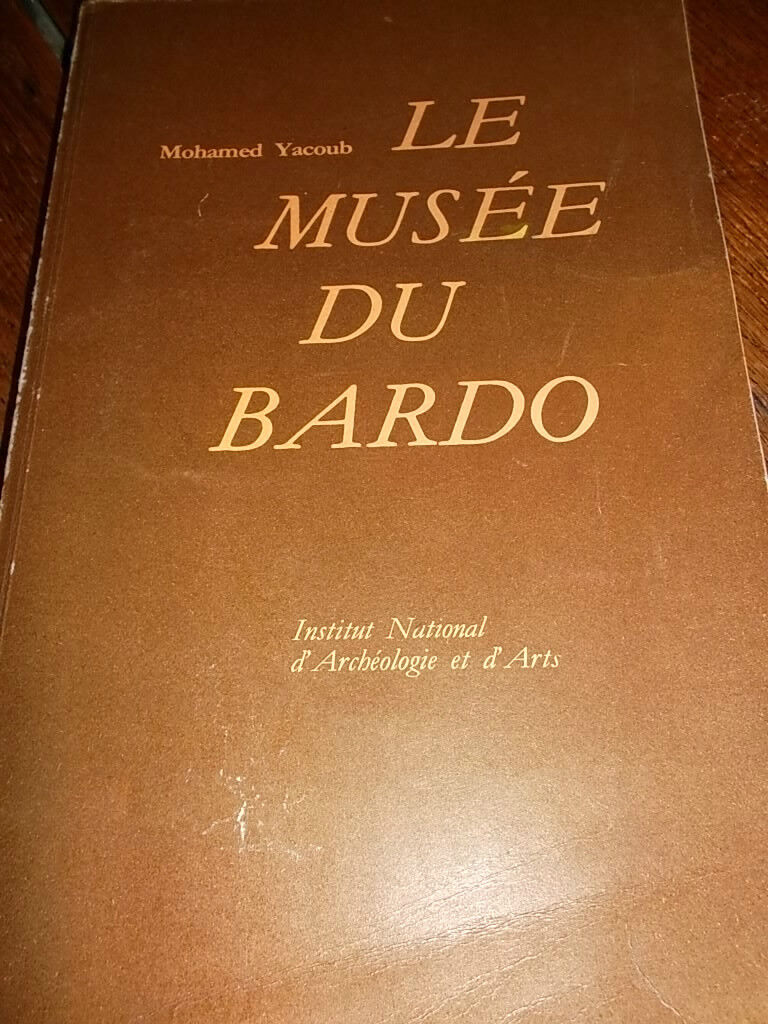 Mohamed Yacoub LE
MUSÉE
DU
BARDO
Institut National
d'Archéologie et d'Arts